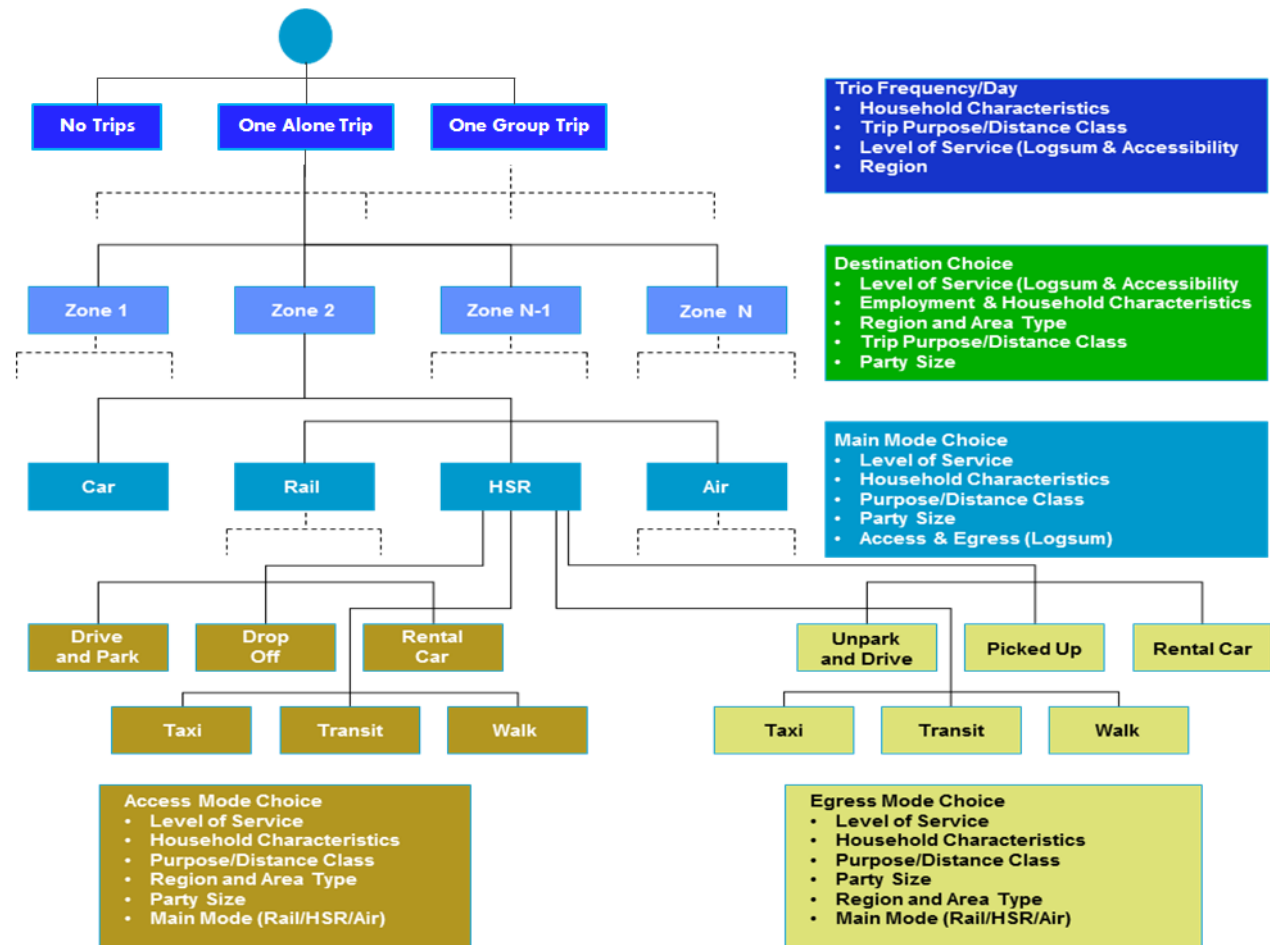 No Trips
One Alone Trip
One Group Trip
Trio Frequency/Day
• Household Characteristics
• Trip Purpose/Distance Class
• Level of Service (Logsum & Accessibility
• Region
Zone 1
Zone 2
Zone N-1
Zone N
Destination Choice
• Level of Service (Logsum & Accessibility
• Employment & Household Characteristics
• Region and Area Type
• Trip Purpose/Distance Class
• Party Size
Car
Rail
HSR
Air
Main Mode Choice
• Level of Service
• Household Characteristics
• Purpose/Distance Class
• Party Size
• Access & Egress (Logsum)
Drive
and Park
Drop
Off
Rental
Car
Unpark
and Drive
Picked Up
Rental Car
Taxi
Transit
Walk
Taxi
Transit
Walk
Access Mode Choice
• Level of Service
• Household Characteristics
• Purpose/Distance Class
• Region and Area Type
• Party Size
• Main Mode (Rail/HSR/Air)
Egress Mode Choice
• Level of Service
• Household Characteristics
• Purpose/Distance Class
• Party Size
• Region and Area Type
• Main Mode (Rail/HSR/Air)